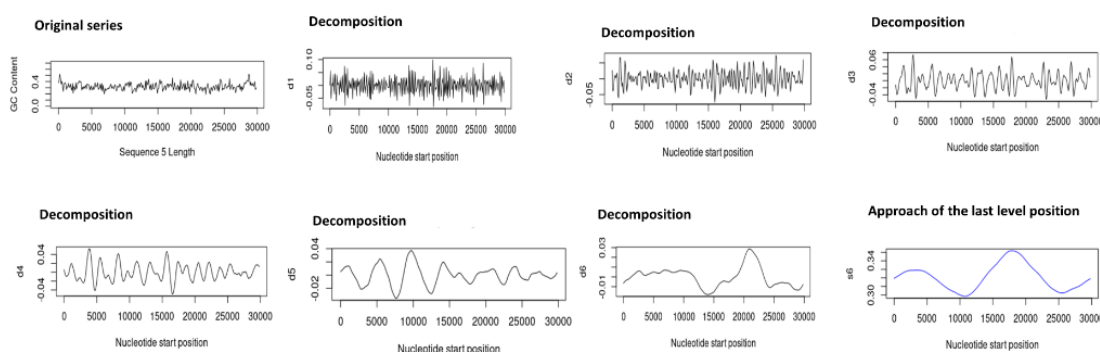 Original series
GC Content
0.0 0.4
0 5000 10000 15000 20000 25000 30000
Sequence 5 Length
Decomposition
d1
-0.05 0.10
0 5000 10000 15000 20000 25000 30000
Nucleotide start position
Decomposition
d2
-0.05
0 5000 10000 15000 20000 25000 30000
Nucleotide start position
Decomposition
d3
-0.04 0.06
0 5000 10000 15000 20000 25000 30000
Nucleotide start position
Decomposition
d4
-0.04 0.04
0 5000 10000 15000 20000 25000 30000
Nucleotide start position
Decomposition
d5
-0.02 0.04
0 5000 10000 15000 20000 25000 30000
Nucleotide start position
Decomposition
d6
-0.01 0.03
0 5000 10000 15000 20000 25000 30000
Nucleotide start position
Approach of the last level position
s6
0.30 0.34
0 5000 10000 15000 20000 25000 30000
Nucleotide start position